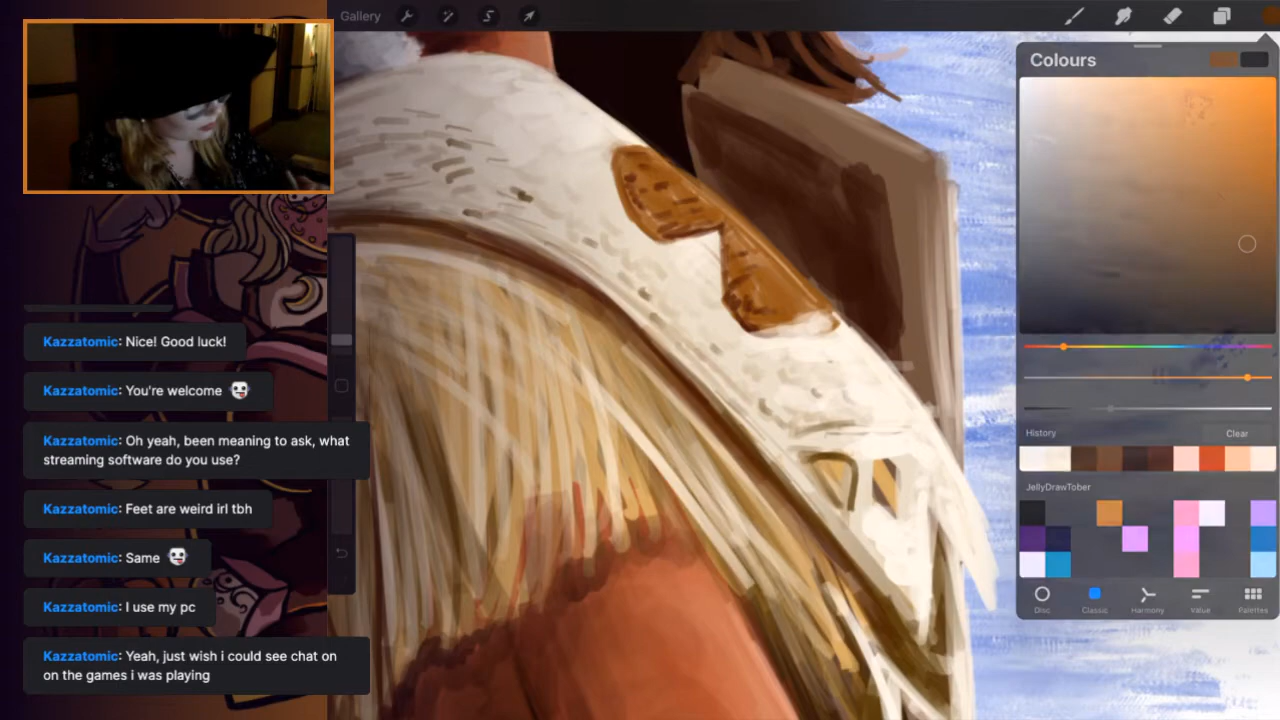 Gallery
Colours
Kazzatomic: Nice! Good luck!
Kazzatomic: You're welcome
Kazzatomic: Oh yeah, been meaning to ask, what
streaming software do you use?
Kazzatomic: Feet are weird irl tbh
Kazzatomic: Same
Kazzatomic: I use my pc
Kazzatomic: Yeah, just wish i could see chat on
on the games i was playing
History
Clear
JellyDrawTober
Disc
Classic
Harmony
Value
Palettes